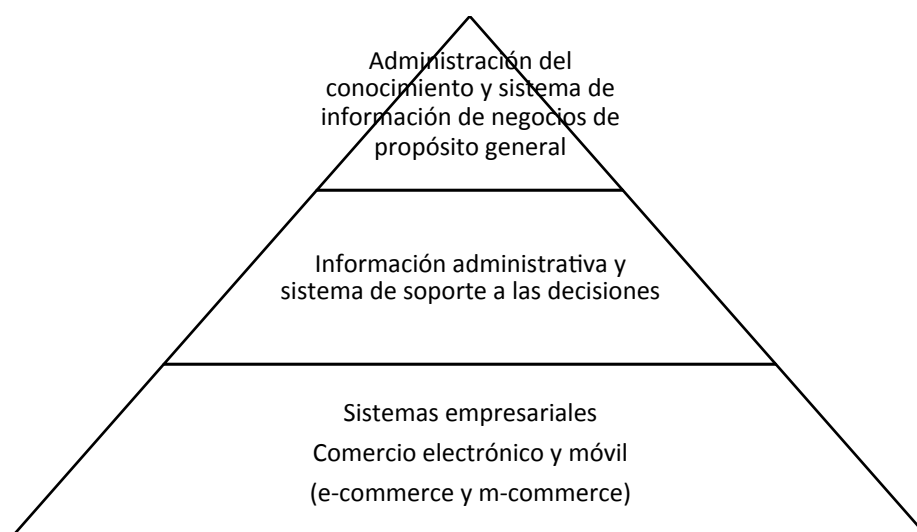 Administración del
conocimiento y sistema de
información de negocios de
propósito general
Información administrativa y
sistema de soporte a las decisiones
Sistemas empresariales
Comercio electrónico y móvil
(e-commerce y m-commerce)